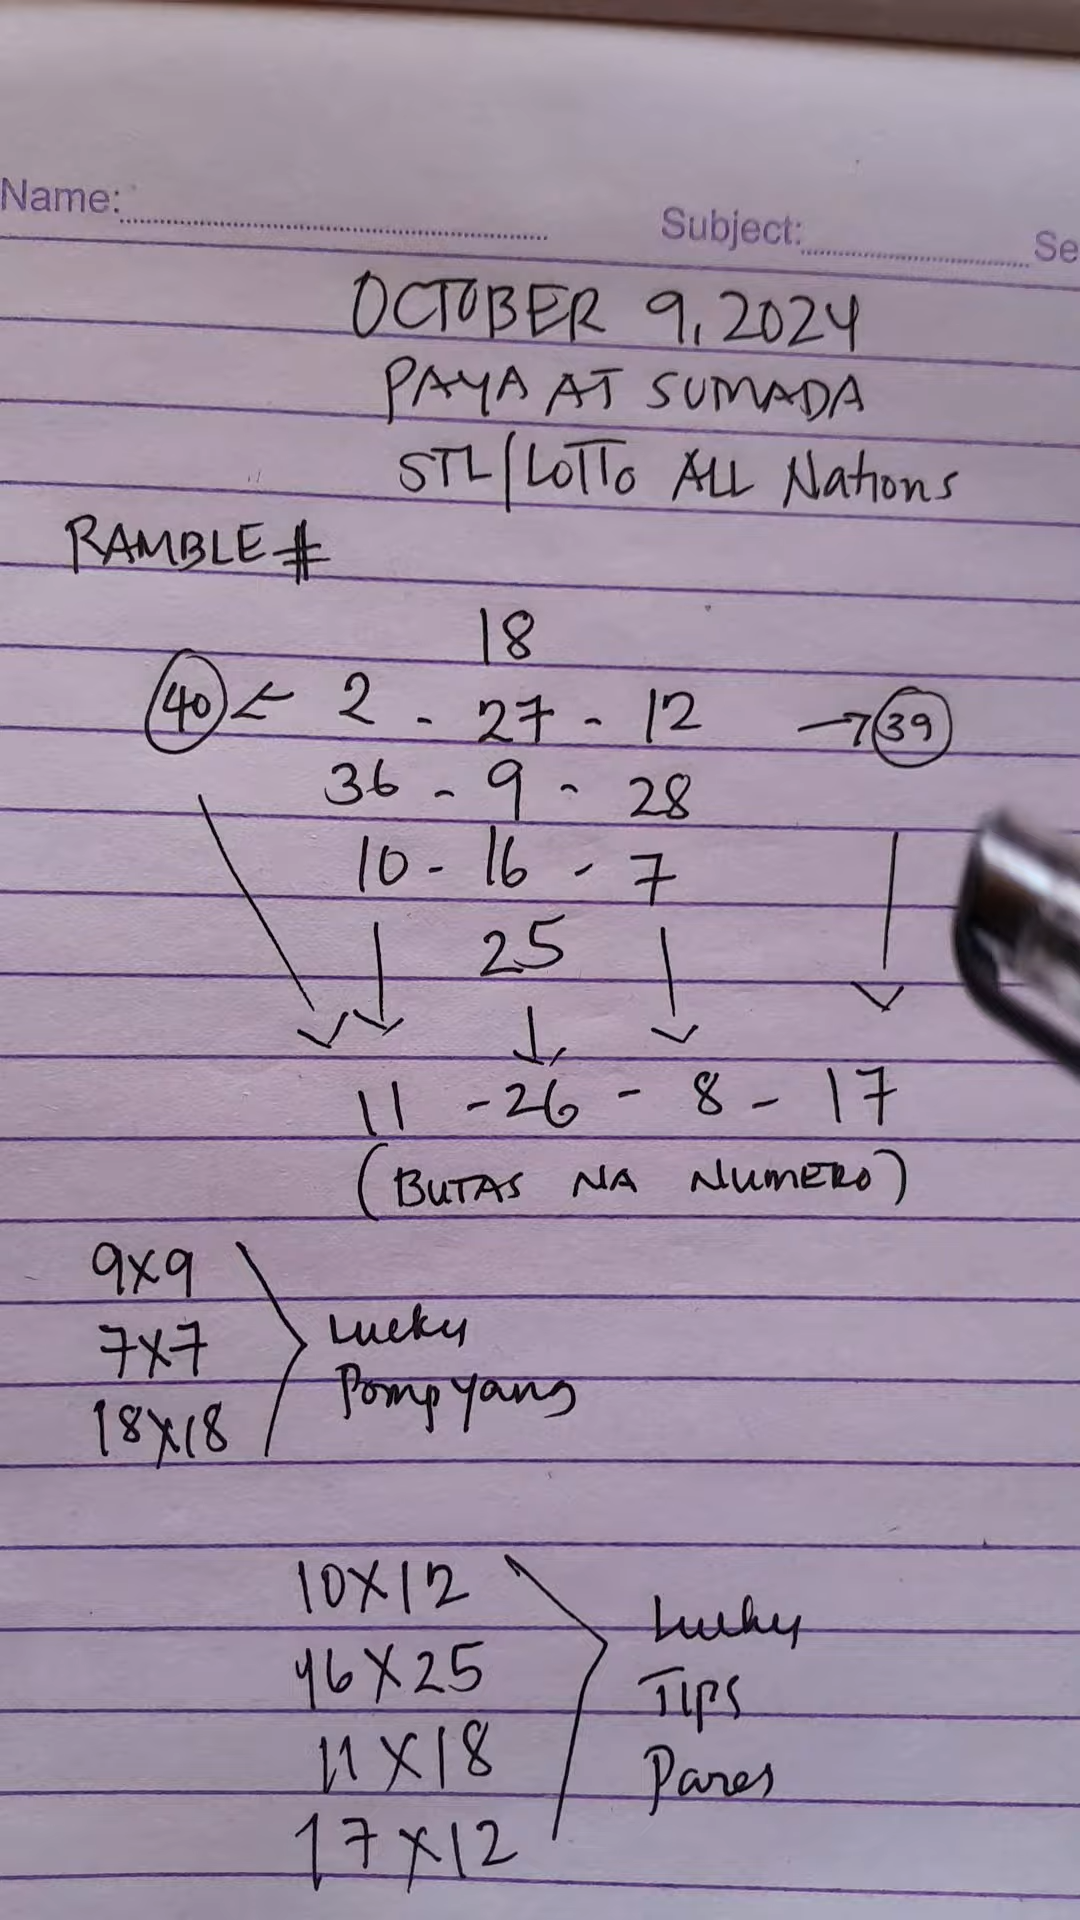 Name: Subject: Se
OCTOBER 9, 2024
PAYA AT SUMADA
STL/LOTTO ALL Nations
RAMBLE #
18
40 ← 2 - 27 - 12 → 39
36 - 9 - 28
10 - 16 - 7
25
11 - 26 - 8 - 17
(BUTAS NA NUMERO)
9X9
7X7
18X18
Lucky
Pompyang
10X12
16X25
11X18
17X12
Lucky
TIPS
Pares